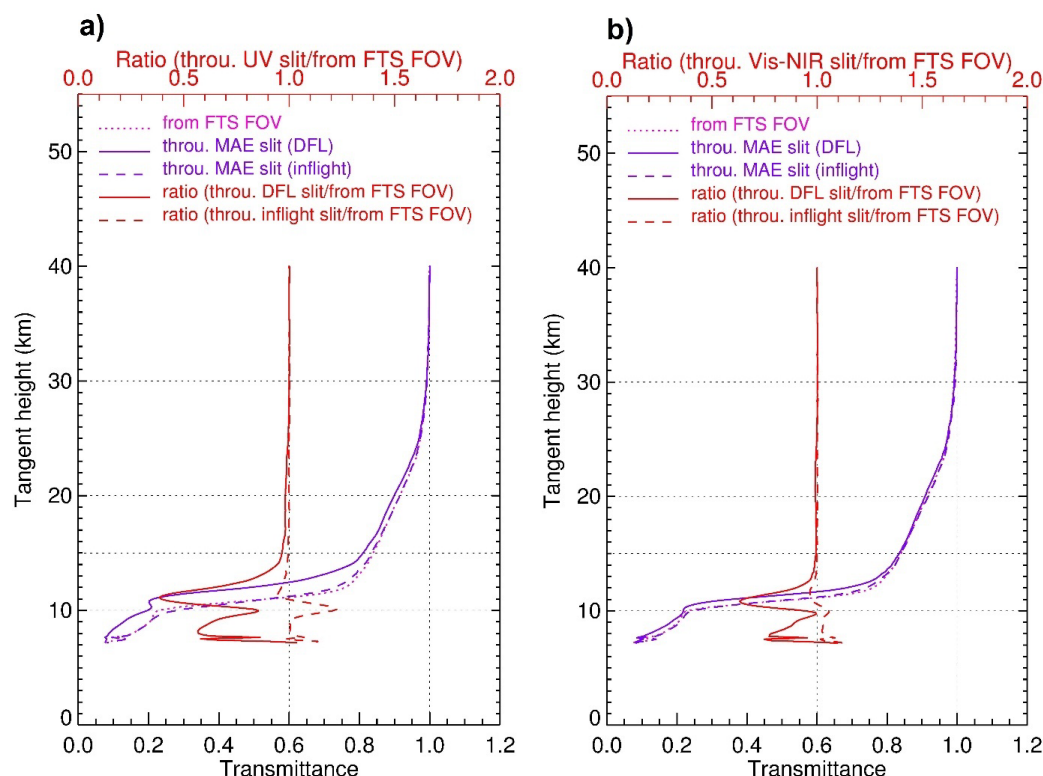 a)
Ratio (throu. UV slit/from FTS FOV)
0.0 0.5 1.0 1.5 2.0
from FTS FOV
throu. MAE slit (DFL)
throu. MAE slit (inflight)
ratio (throu. DFL slit/from FTS FOV)
ratio (throu. inflight slit/from FTS FOV)
50
40
30
20
10
0
Tangent height (km)
0.0 0.2 0.4 0.6 0.8 1.0 1.2
Transmittance
b)
Ratio (throu. Vis-NIR slit/from FTS FOV)
0.0 0.5 1.0 1.5 2.0
from FTS FOV
throu. MAE slit (DFL)
throu. MAE slit (inflight)
ratio (throu. DFL slit/from FTS FOV)
ratio (throu. inflight slit/from FTS FOV)
50
40
30
20
10
0
Tangent height (km)
0.0 0.2 0.4 0.6 0.8 1.0 1.2
Transmittance